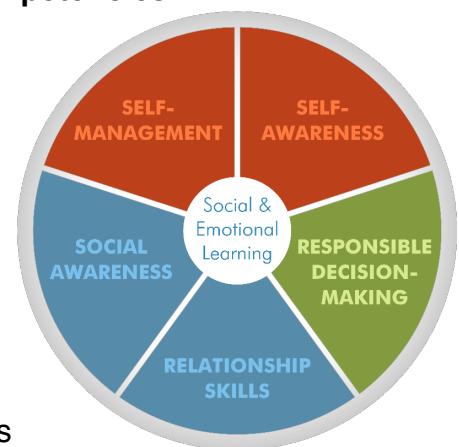 SELF-
MANAGEMENT
SELF-
AWARENESS
Social &
Emotional
Learning
SOCIAL
AWARENESS
RESPONSIBLE
DECISION-
MAKING
RELATIONSHIP
SKILLS
s